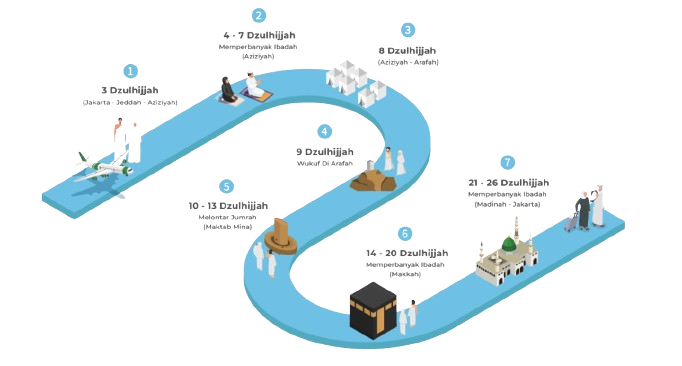 1
3 Dzulhijjah
(Jakarta - Jeddah - Aziziyah)
2
4 - 7 Dzulhijjah
Memperbanyak Ibadah
(Aziziyah)
3
8 Dzulhijjah
(Aziziyah - Arafah)
4
9 Dzulhijjah
Wukuf Di Arafah
5
10 - 13 Dzulhijjah
Melontar Jumrah
(Maktab Mina)
6
14 - 20 Dzulhijjah
Memperbanyak Ibadah
(Makkah)
7
21 - 26 Dzulhijjah
Memperbanyak Ibadah
(Madinah - Jakarta)